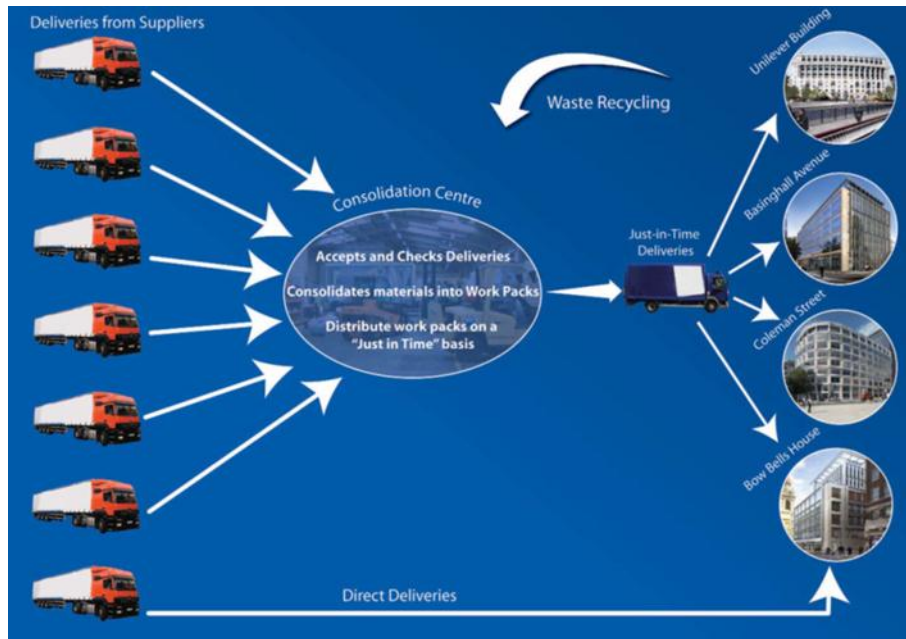 Deliveries from Suppliers
Unilever Building
Waste Recycling
Basinghall Avenue
Consolidation Centre
Just-in-Time
Deliveries
Accepts and Checks Deliveries
Consolidates materials into Work Packs
Distribute work packs on a
"Just in Time" basis
Coleman Street
Bow Bells House
Direct Deliveries